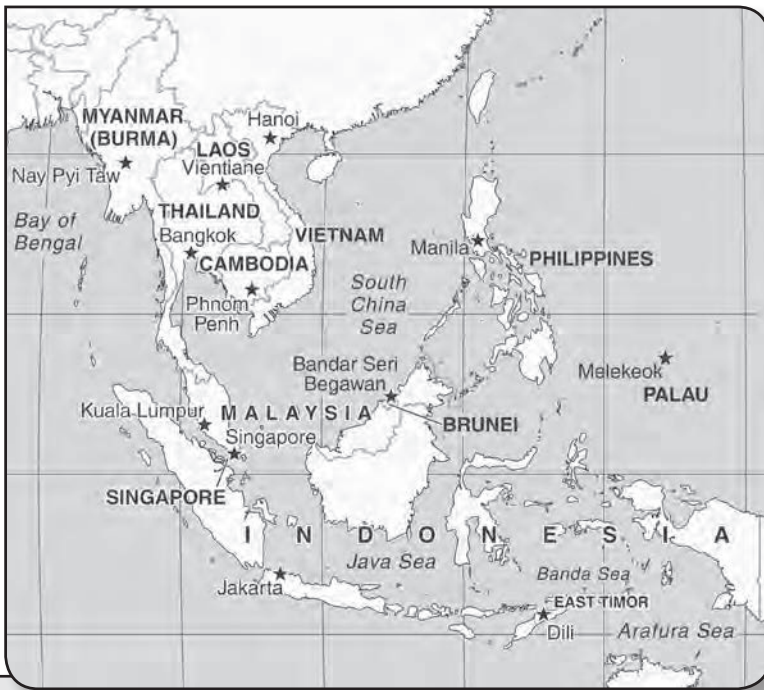 MYANMAR
(BURMA)
Hanoi
LAOS
Vientiane
Nay Pyi Taw
Bay of
Bengal
THAILAND
Bangkok
VIETNAM
CAMBODIA
Phnom
Penh
South
China
Sea
Manila
PHILIPPINES
Melekeok
PALAU
Bandar Seri
Begawan
BRUNEI
Kuala Lumpur
MALAYSIA
Singapore
SINGAPORE
INDONESIA
Java Sea
Jakarta
Banda Sea
EAST TIMOR
Dili
Arafura Sea